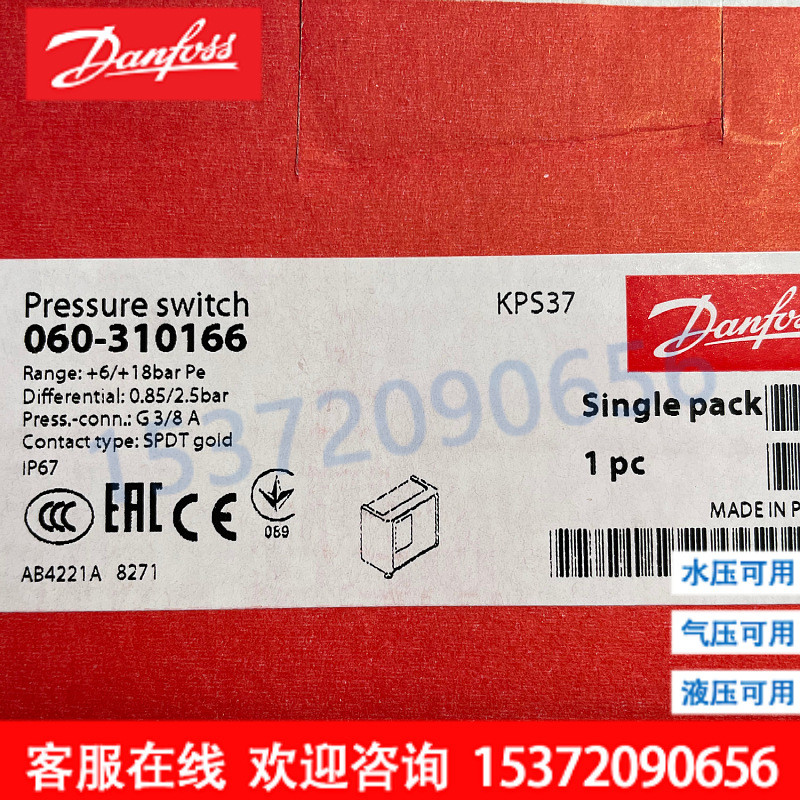 Danfoss
Pressure switch
KPS37
060-310166
Danfoss
Range: +6/+18bar Pe
Differential: 0.85/2.5bar
Press.-conn.: G 3/8 A
Contact type: SPDT gold
IP67
Single pack
1 pc
15372090656
CCC EAC CE
089
MADE IN P
AB4221A 8271
水压可用
气压可用
液压可用
客服在线 欢迎咨询 15372090656